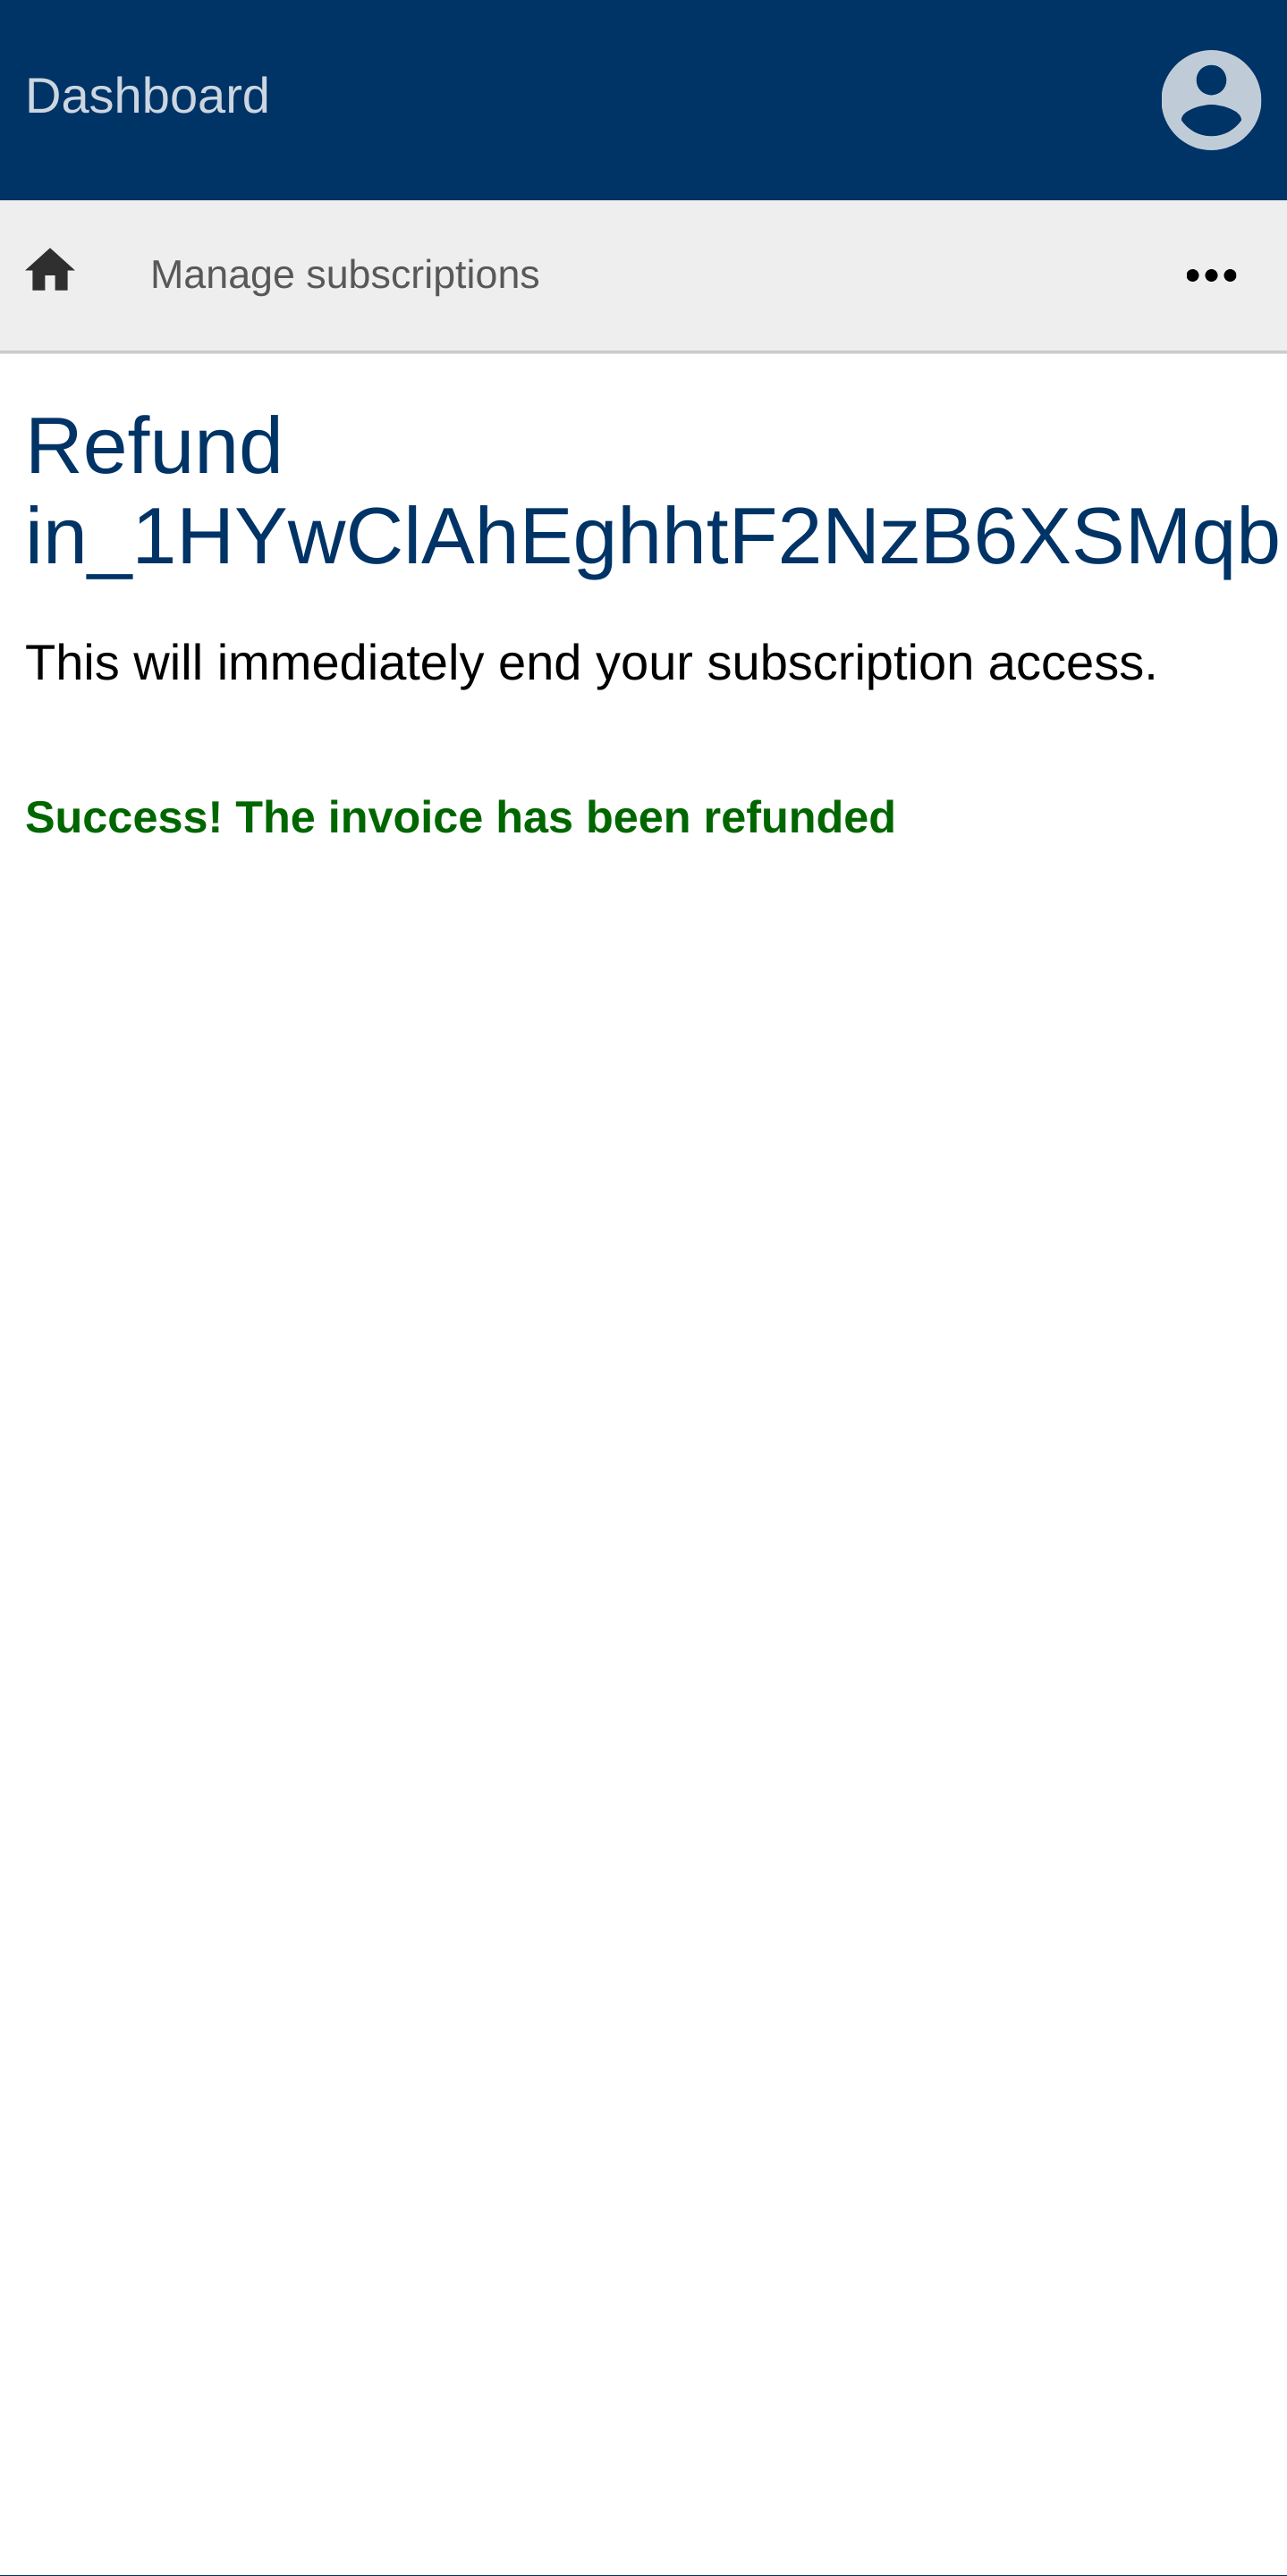 Dashboard
Manage subscriptions
Refund
in_1HYwClAhEghhtF2NzB6XSMqb
This will immediately end your subscription access.
Success! The invoice has been refunded